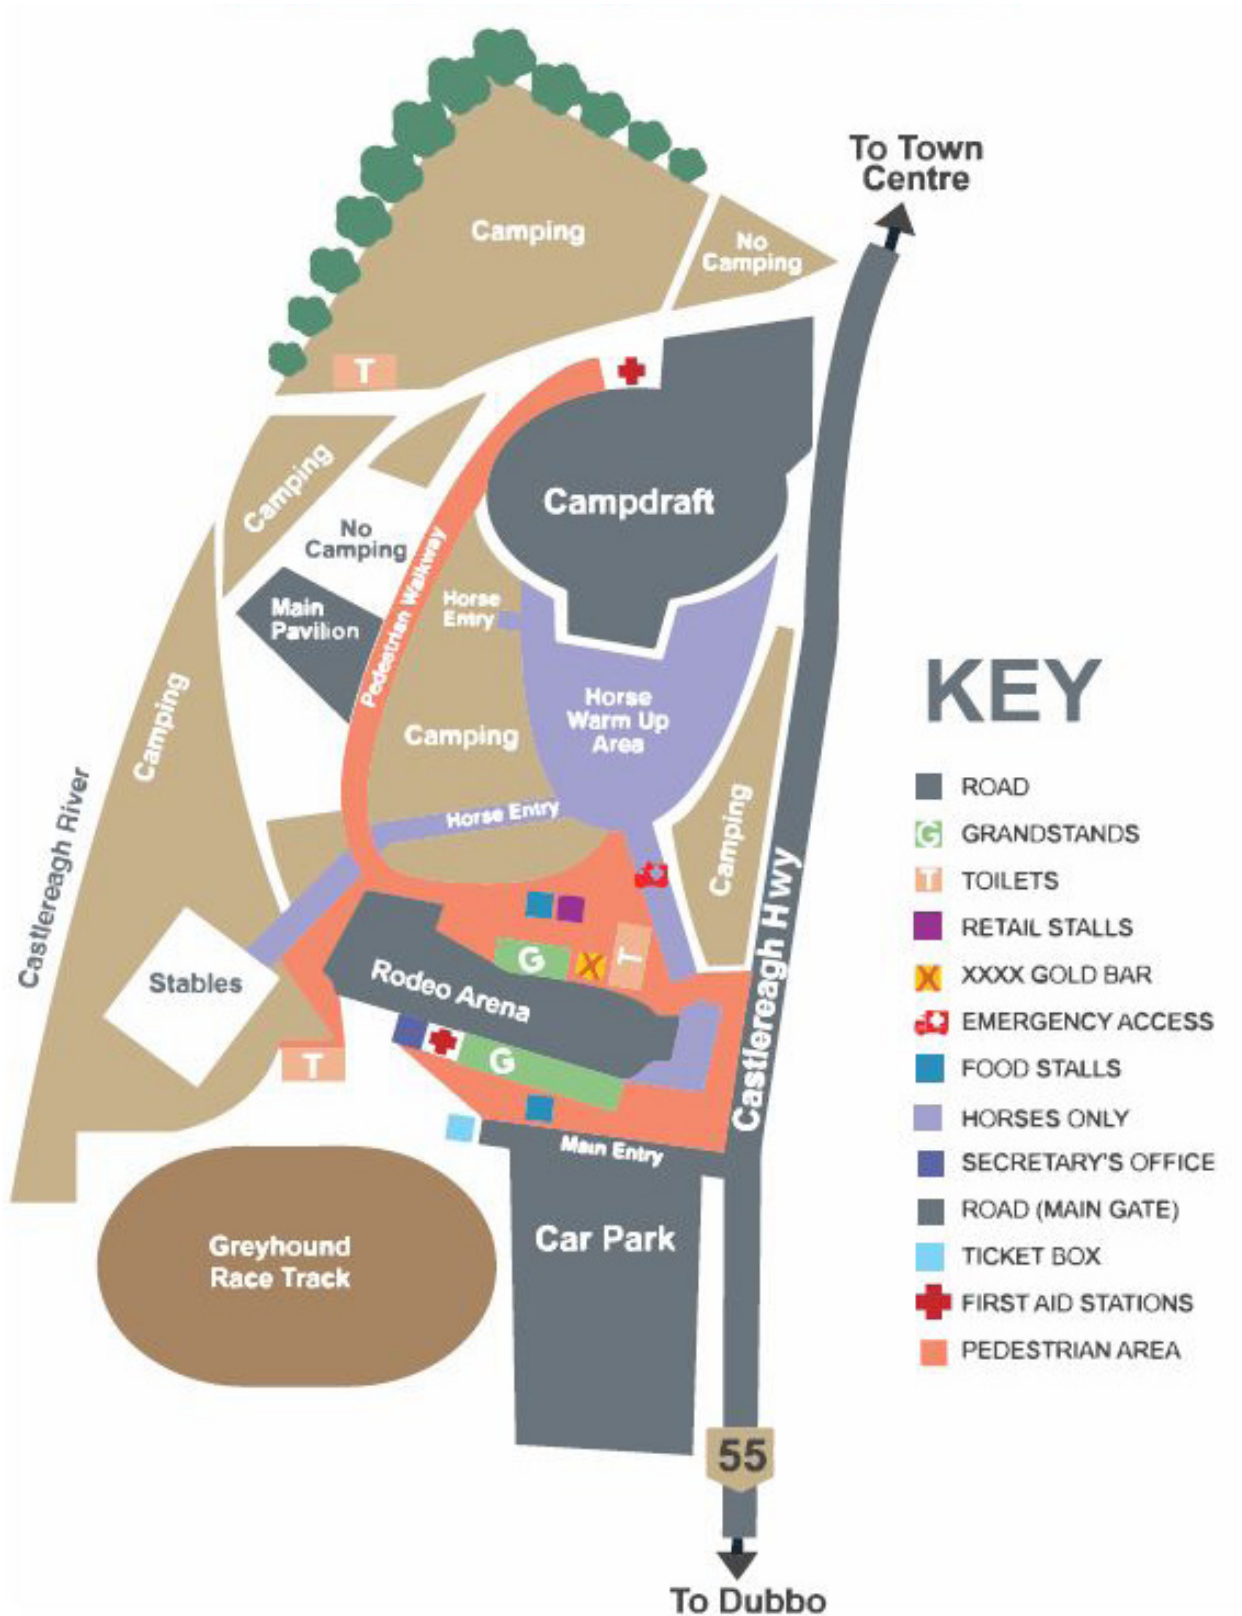 To Town
Centre
Camping
No
Camping
T
Camping
Campdraft
No
Camping
Pedestrian Walkway
Horse
Entry
Main
Pavilion
Horse
Warm Up
Area
Camping
Camping
Horse Entry
Camping
Castlereagh River
Castlereagh Hwy
Stables
G
X
T
Rodeo Arena
G
T
Main Entry
Car Park
Greyhound
Race Track
55
To Dubbo
KEY
ROAD
G GRANDSTANDS
T TOILETS
RETAIL STALLS
X XXXX GOLD BAR
EMERGENCY ACCESS
FOOD STALLS
HORSES ONLY
SECRETARY'S OFFICE
ROAD (MAIN GATE)
TICKET BOX
FIRST AID STATIONS
PEDESTRIAN AREA